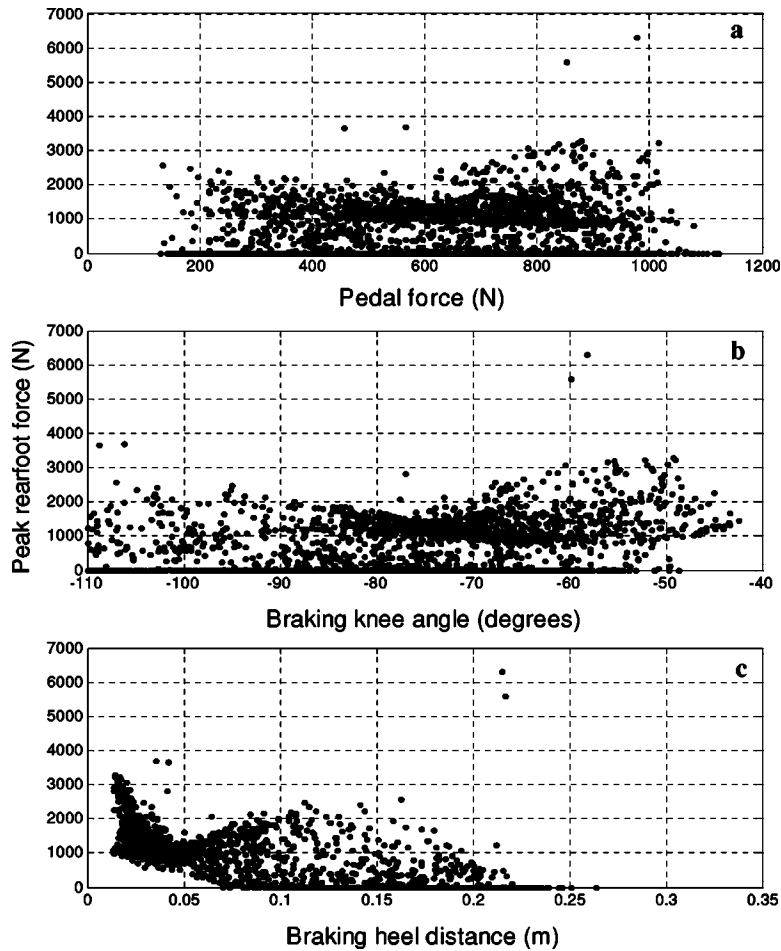 7000
a
6000
5000
4000
3000
2000
1000
0
0 200 400 600 800 1000 1200
Pedal force (N)
Peak rearfoot force (N)
7000
b
6000
5000
4000
3000
2000
1000
0
-110 -100 -90 -80 -70 -60 -50 -40
Braking knee angle (degrees)
7000
c
6000
5000
4000
3000
2000
1000
0
0 0.05 0.1 0.15 0.2 0.25 0.3 0.35
Braking heel distance (m)